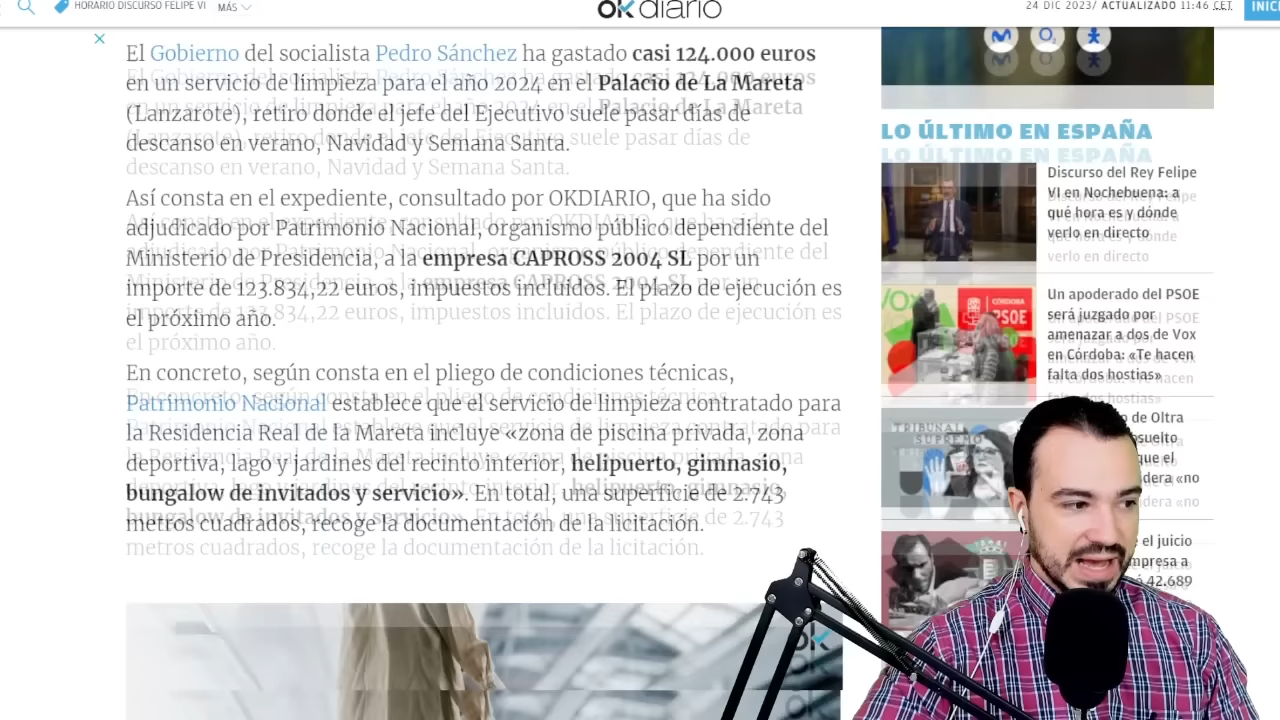 HORARIO DISCURSO FELIPE VI MÁS
okdiario
24 DIC 2023/ ACTUALIZADO 11:46 CET
INICI
El Gobierno del socialista Pedro Sánchez ha gastado casi 124.000 euros
en un servicio de limpieza para el año 2024 en el Palacio de La Mareta
(Lanzarote), retiro donde el jefe del Ejecutivo suele pasar días de
descanso en verano, Navidad y Semana Santa.
Así consta en el expediente, consultado por OKDIARIO, que ha sido
adjudicado por Patrimonio Nacional, organismo público dependiente del
Ministerio de Presidencia, a la empresa CAPROSS 2004 SL por un
importe de 123.834,22 euros, impuestos incluidos. El plazo de ejecución es
el próximo año.
En concreto, según consta en el pliego de condiciones técnicas,
Patrimonio Nacional establece que el servicio de limpieza contratado para
la Residencia Real de la Mareta incluye «zona de piscina privada, zona
deportiva, lago y jardines del recinto interior, helipuerto, gimnasio,
bungalow de invitados y servicio». En total, una superficie de 2.743
metros cuadrados, recoge la documentación de la licitación.
ok
O2
LO ÚLTIMO EN ESPAÑA
Discurso del Rey Felipe
VI en Nochebuena: a
qué hora es y dónde
verlo en directo
VOX
CÓRDOBA
PSOE
Un apoderado del PSOE
será juzgado por
amenazar a dos de Vox
en Córdoba: «Te hacen
falta dos hostias»
TRIBUNAL
SUPREMO
o de Oltra
suelto
que el
dera «no
e el juicio
mpresa a
42.689